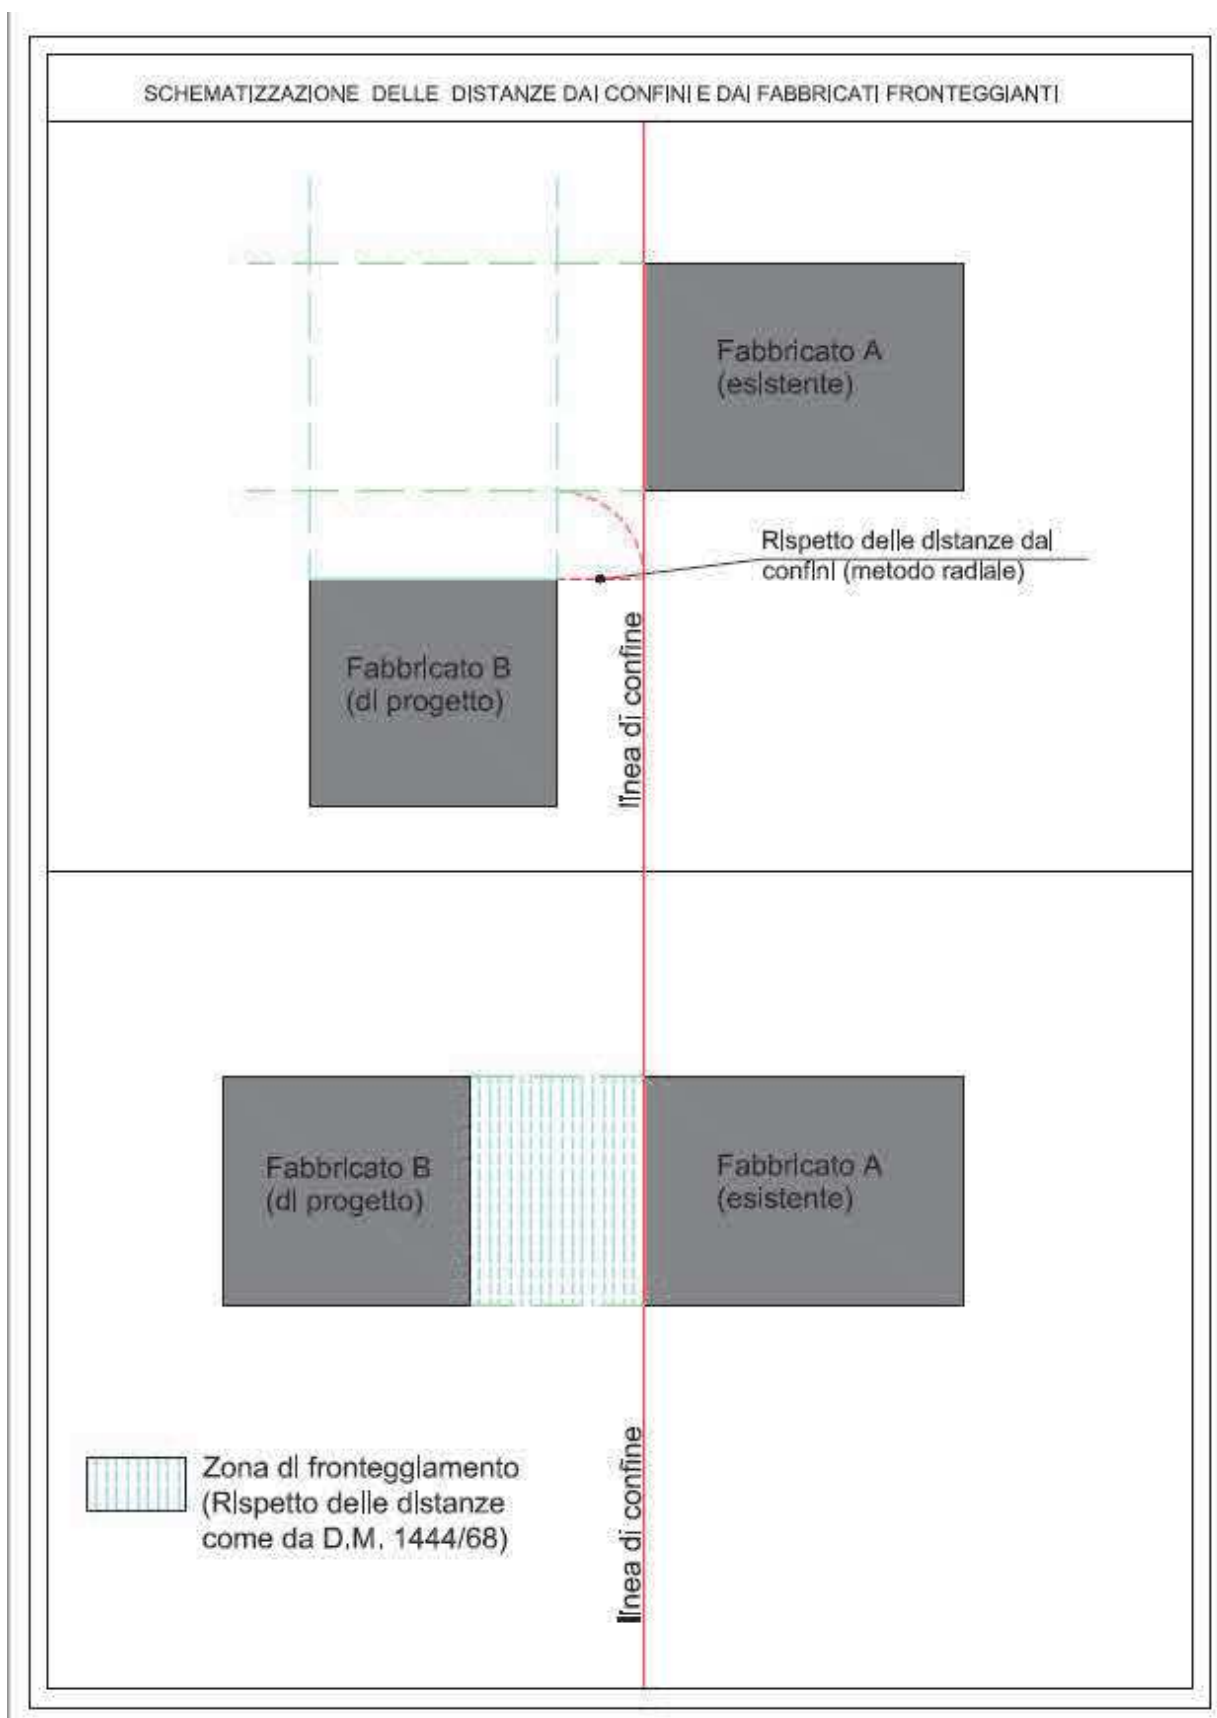 SCHEMATIZZAZIONE DELLE DISTANZE DAI CONFINI E DAI FABBRICATI FRONTEGGIANTI
Fabbricato A
(esistente)
Rispetto delle distanze dai
confini (metodo radiale)
Fabbricato B
(di progetto)
linea di confine
Fabbricato B
(di progetto)
Fabbricato A
(esistente)
Zona di fronteggiamento
(Rispetto delle distanze
come da D.M. 1444/68)
linea di confine